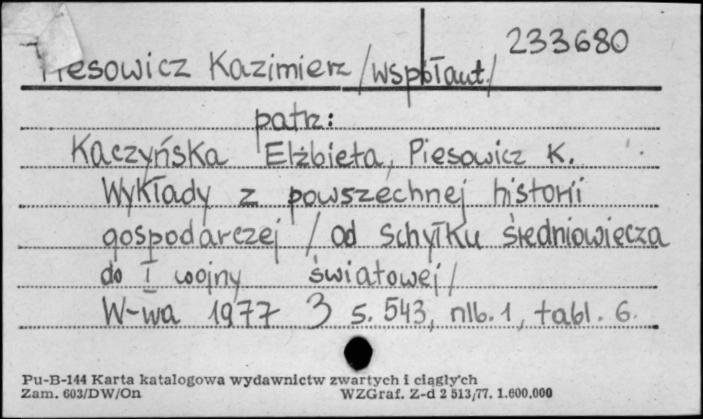 233680
Piesowicz Kazimierz /współaut./
patrz:
Kaczyńska Elżbieta, Piesowicz K.
Wykłady z powszechnej historii
gospodarczej / od schyłku średniowiecza
do I wojny światowej/
W-wa 1977 3 s. 543, nlb. 1, tabl. 6.
Pu-B-144 Karta katalogowa wydawnictw zwartych i ciągłych
Zam. 603/DW/On WZGraf. Z-d 2 513/77. 1.600.000